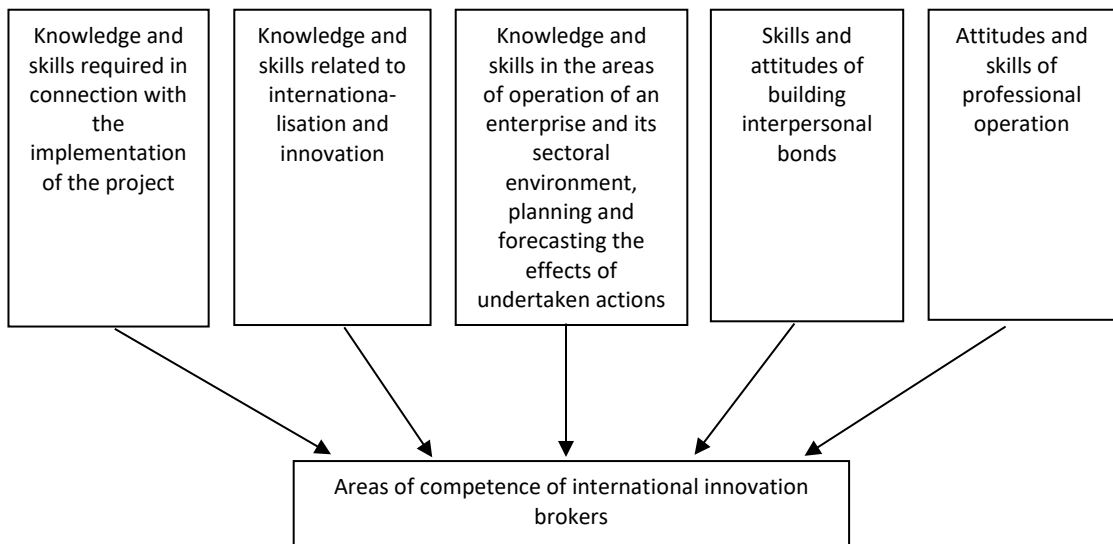 Knowledge and
skills required in
connection with
the
implementation
of the project
Knowledge and
skills related to
internationa-
lisation and
innovation
Knowledge and
skills in the areas
of operation of an
enterprise and its
sectoral
environment,
planning and
forecasting the
effects of
undertaken actions
Skills and
attitudes of
building
interpersonal
bonds
Attitudes and
skills of
professional
operation
Areas of competence of international innovation
brokers